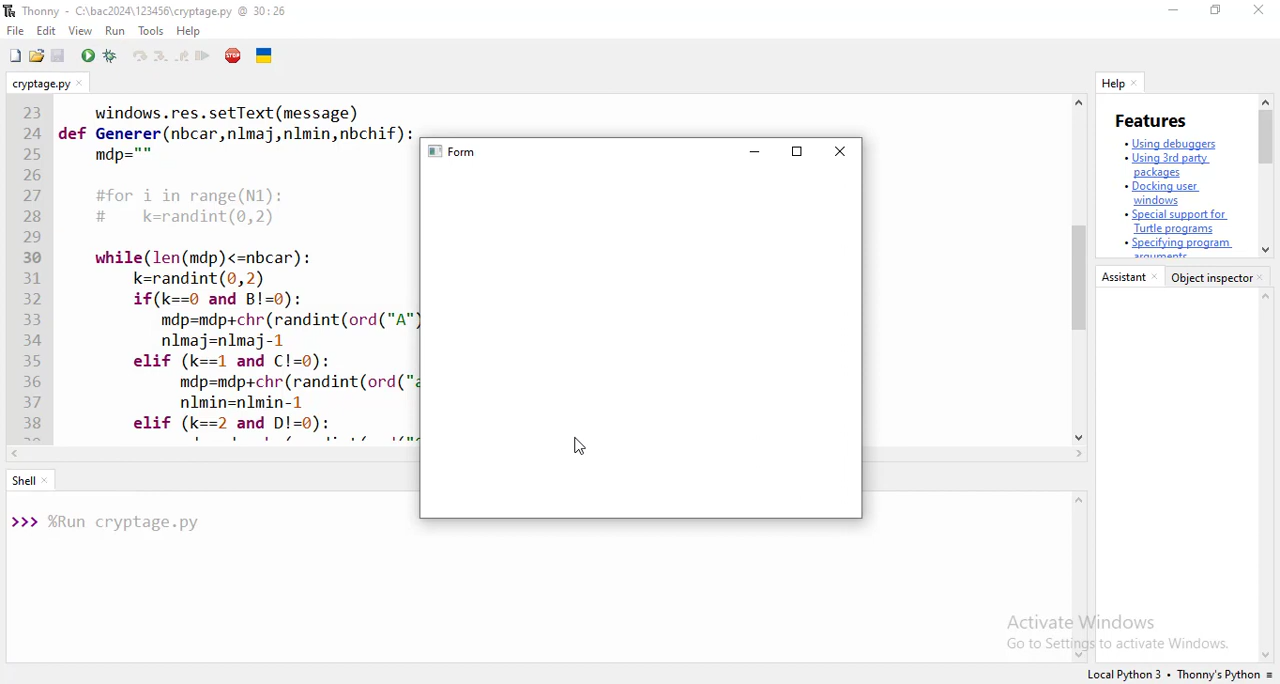 Thonny - C:\bac2024\123456\cryptage.py @ 30:26
File Edit View Run Tools Help
STOP
cryptage.py ×
23 windows.res.setText(message)
24 def Generer(nbcar,nlmaj,nlmin,nbchif):
25 mdp=""
26
27 #for i in range(N1):
28 # k=randint(0,2)
29
30 while(len(mdp)<=nbcar):
31 k=randint(0,2)
32 if(k==0 and B!=0):
33 mdp=mdp+chr(randint(ord("A")
34 nlmaj=nlmaj-1
35 elif (k==1 and C!=0):
36 mdp=mdp+chr(randint(ord("a
37 nlmin=nlmin-1
38 elif (k==2 and D!=0):
Form
Shell ×
>>> %Run cryptage.py
Help ×
Features
• Using debuggers
• Using 3rd party
packages
• Docking user
windows
• Special support for
Turtle programs
• Specifying program
arguments
Assistant × Object inspector ×
Activate Windows
Go to Settings to activate Windows.
Local Python 3 • Thonny's Python ≡